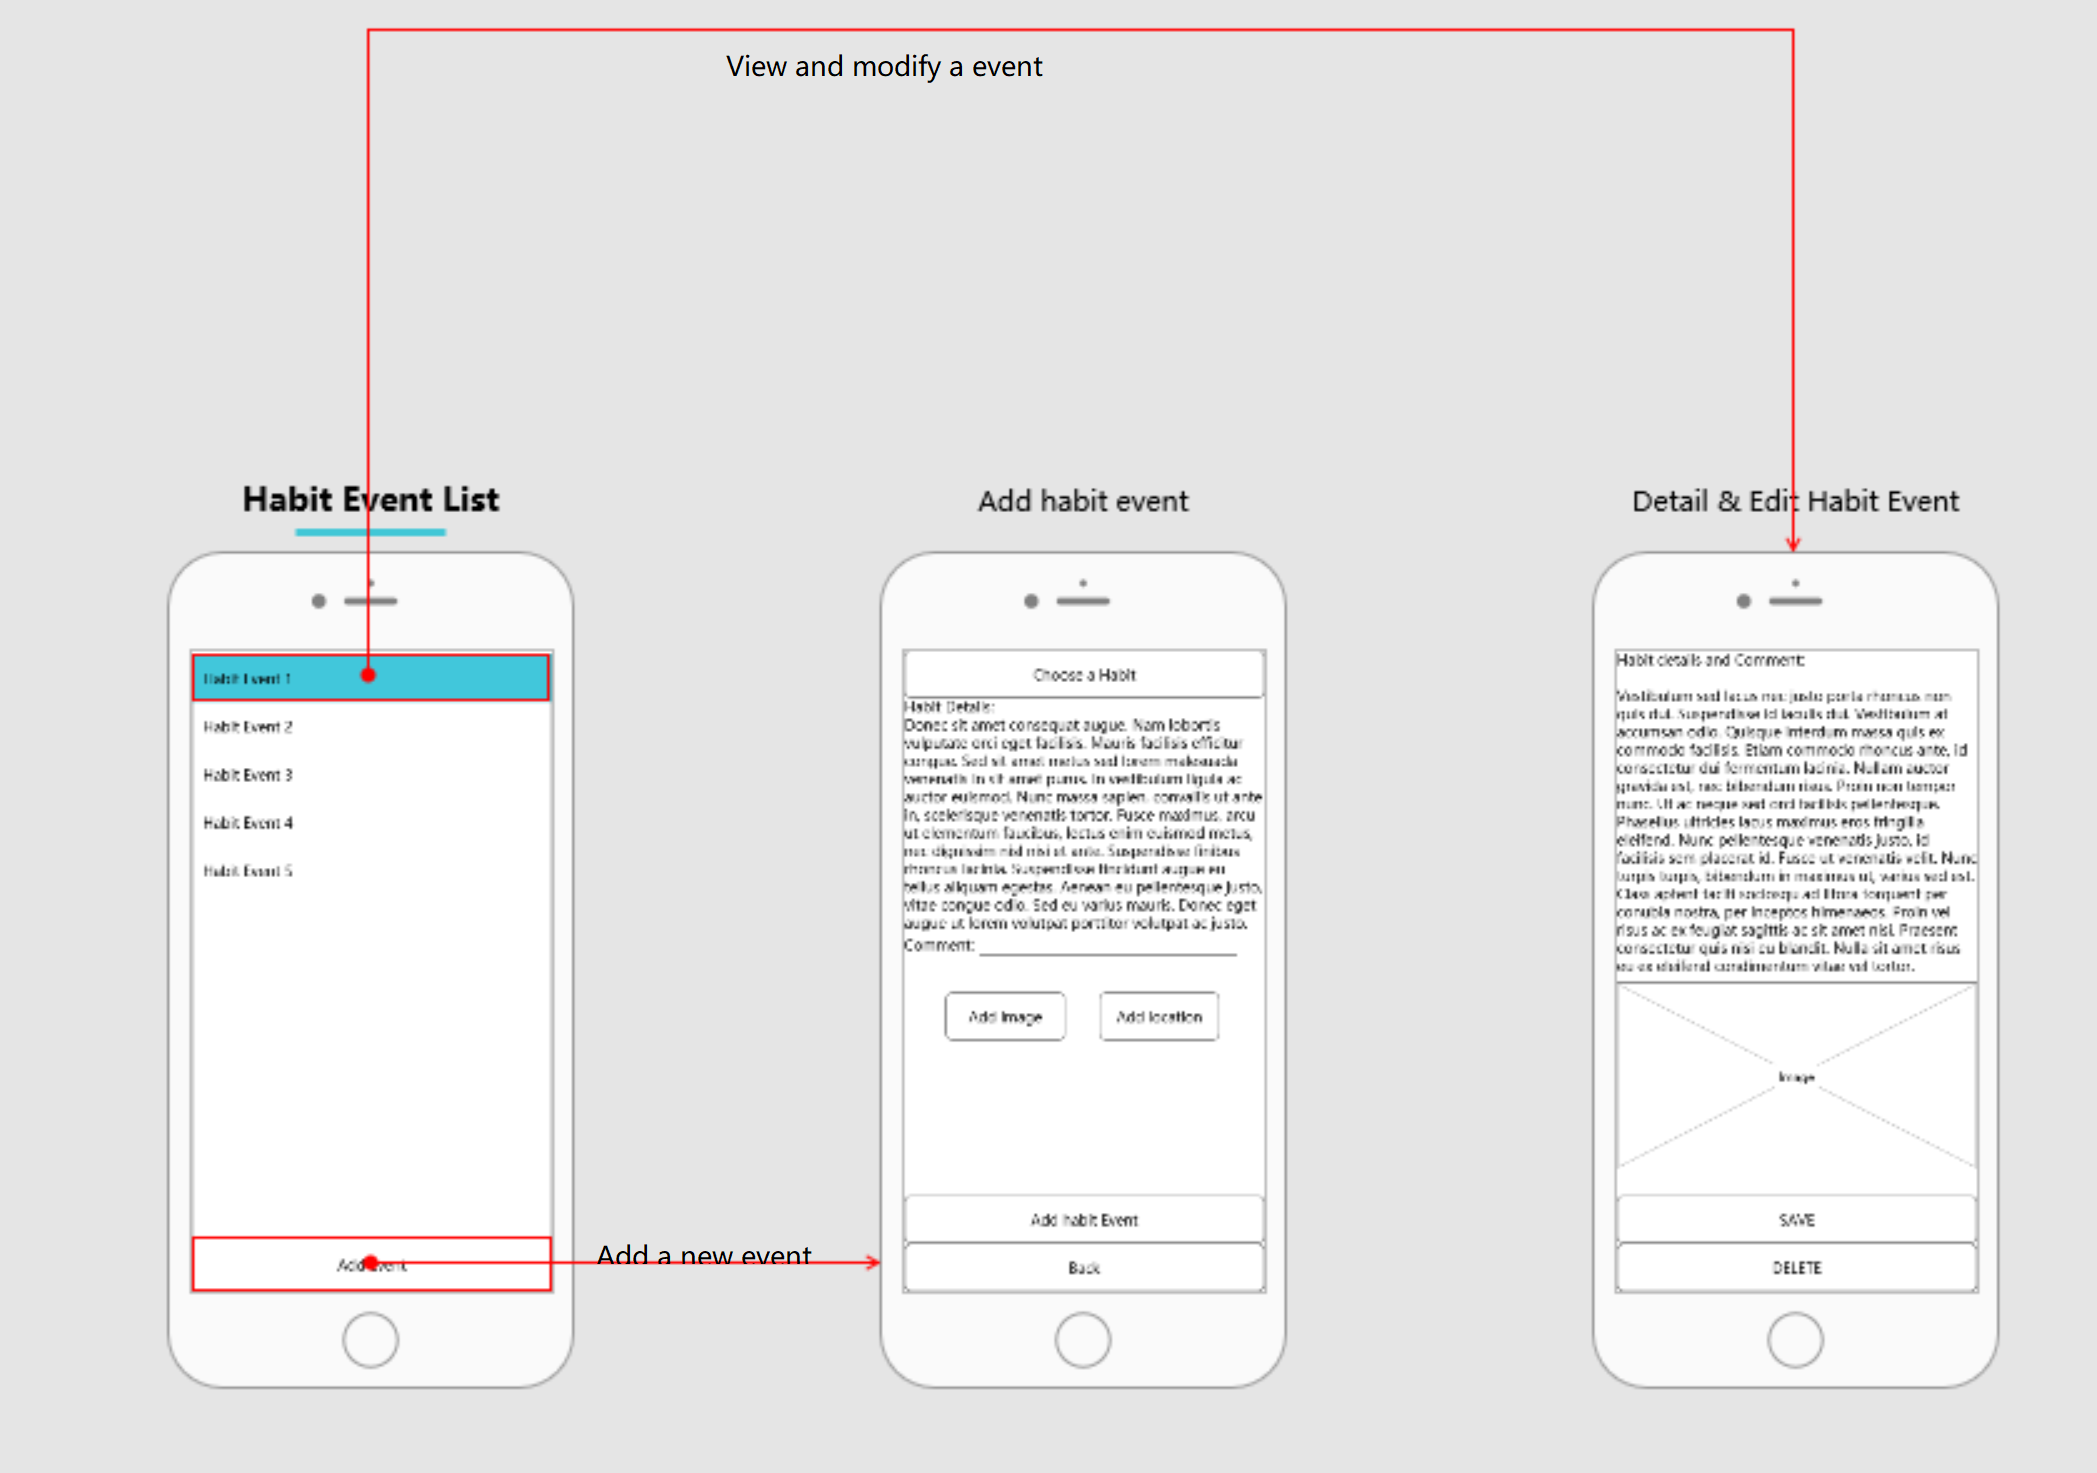 View and modify a event
Habit Event List
Habit Event 1
Habit Event 2
Habit Event 3
Habit Event 4
Habit Event 5
Add Event
Add a new event
Add habit event
Choose a Habit
Habit Details:
Donec sit amet consequat augue. Nam lobortis
vulputate orci eget facilisis. Mauris facilisis efficitur
congue. Sed sit amet metus sed lorem malesuada
venenatis in sit amet purus. In vestibulum ligula ac
auctor euismod. Nunc massa sapien, convallis ut ante
in, scelerisque venenatis tortor. Fusce maximus, arcu
ut elementum faucibus, lectus enim euismod metus,
nec dignissim nisl nisi et ante. Suspendisse finibus
rhoncus lacinia. Suspendisse tincidunt augue eu
tellus aliquam egestas. Aenean eu pellentesque justo,
vitae congue odio. Sed eu varius mauris. Donec eget
augue ut lorem volutpat porttitor volutpat ac justo.
Comment:
Add Image
Add location
Add habit Event
Back
Detail & Edit Habit Event
Habit details and Comment:
Vestibulum sed lacus nec justo porta rhoncus non
quis dui. Suspendisse id iaculis dui. Vestibulum at
accumsan odio. Quisque interdum massa quis ex
commodo facilisis. Etiam commodo rhoncus ante, id
consectetur dui fermentum lacinia. Nullam auctor
gravida est, nec bibendum risus. Proin non tempor
nunc. Ut ac neque sed orci facilisis pellentesque.
Phasellus ultricies lacus maximus eros fringilla
eleifend. Nunc pellentesque venenatis justo, id
facilisis sem placerat id. Fusce ut venenatis velit. Nunc
turpis turpis, bibendum in maximus ut, varius sed est.
Class aptent taciti sociosqu ad litora torquent per
conubia nostra, per inceptos himenaeos. Proin vel
risus ac ex feugiat sagittis ac sit amet nisl. Praesent
consectetur quis nisi eu blandit. Nulla sit amet risus
eu ex eleifend condimentum vitae vel tortor.
Image
SAVE
DELETE